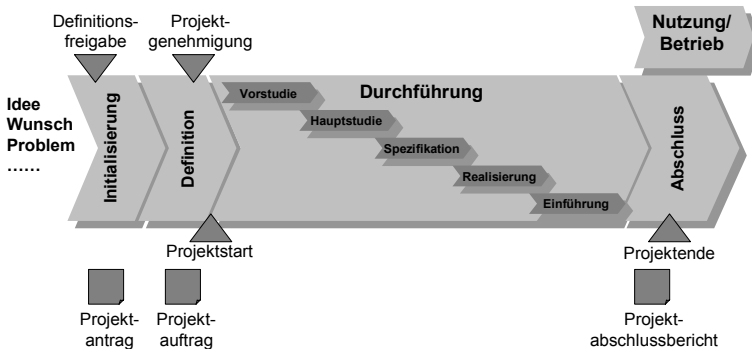 Definitions-
freigabe
Projekt-
genehmigung
Nutzung/
Betrieb
Idee
Wunsch
Problem
……
Initialisierung
Definition
Durchführung
Vorstudie
Hauptstudie
Spezifikation
Realisierung
Einführung
Abschluss
Projektstart
Projektende
Projekt-
antrag
Projekt-
auftrag
Projekt-
abschlussbericht